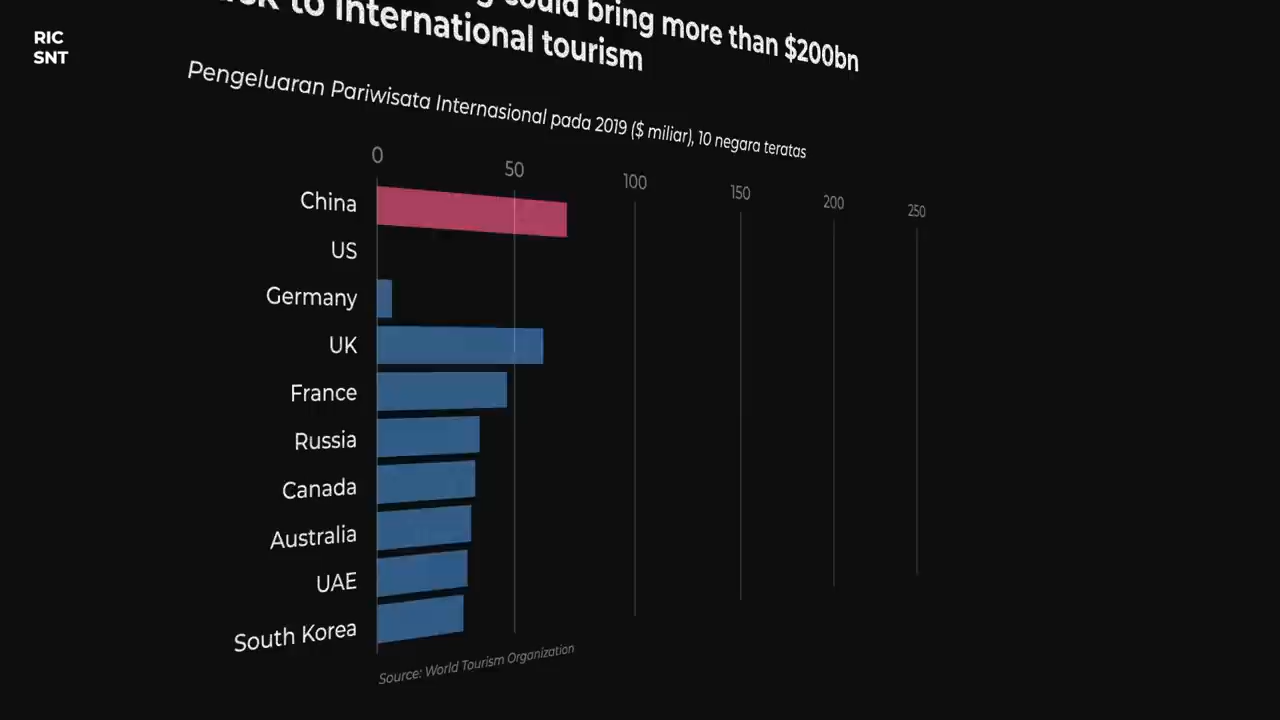 RIC
SNT
could bring more than $200bn
to international tourism
Pengeluaran Pariwisata Internasional pada 2019 ($ miliar), 10 negara teratas
0 50 100 150 200 250
China
US
Germany
UK
France
Russia
Canada
Australia
UAE
South Korea
Source: World Tourism Organization